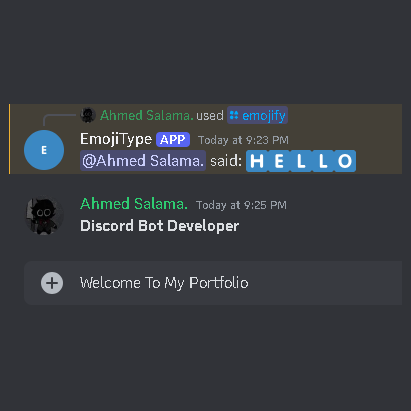 Ahmed Salama. used emojify
E
EmojiType APP Today at 9:23 PM
@Ahmed Salama. said: HELLO
Ahmed Salama. Today at 9:25 PM
Discord Bot Developer
Welcome To My Portfolio